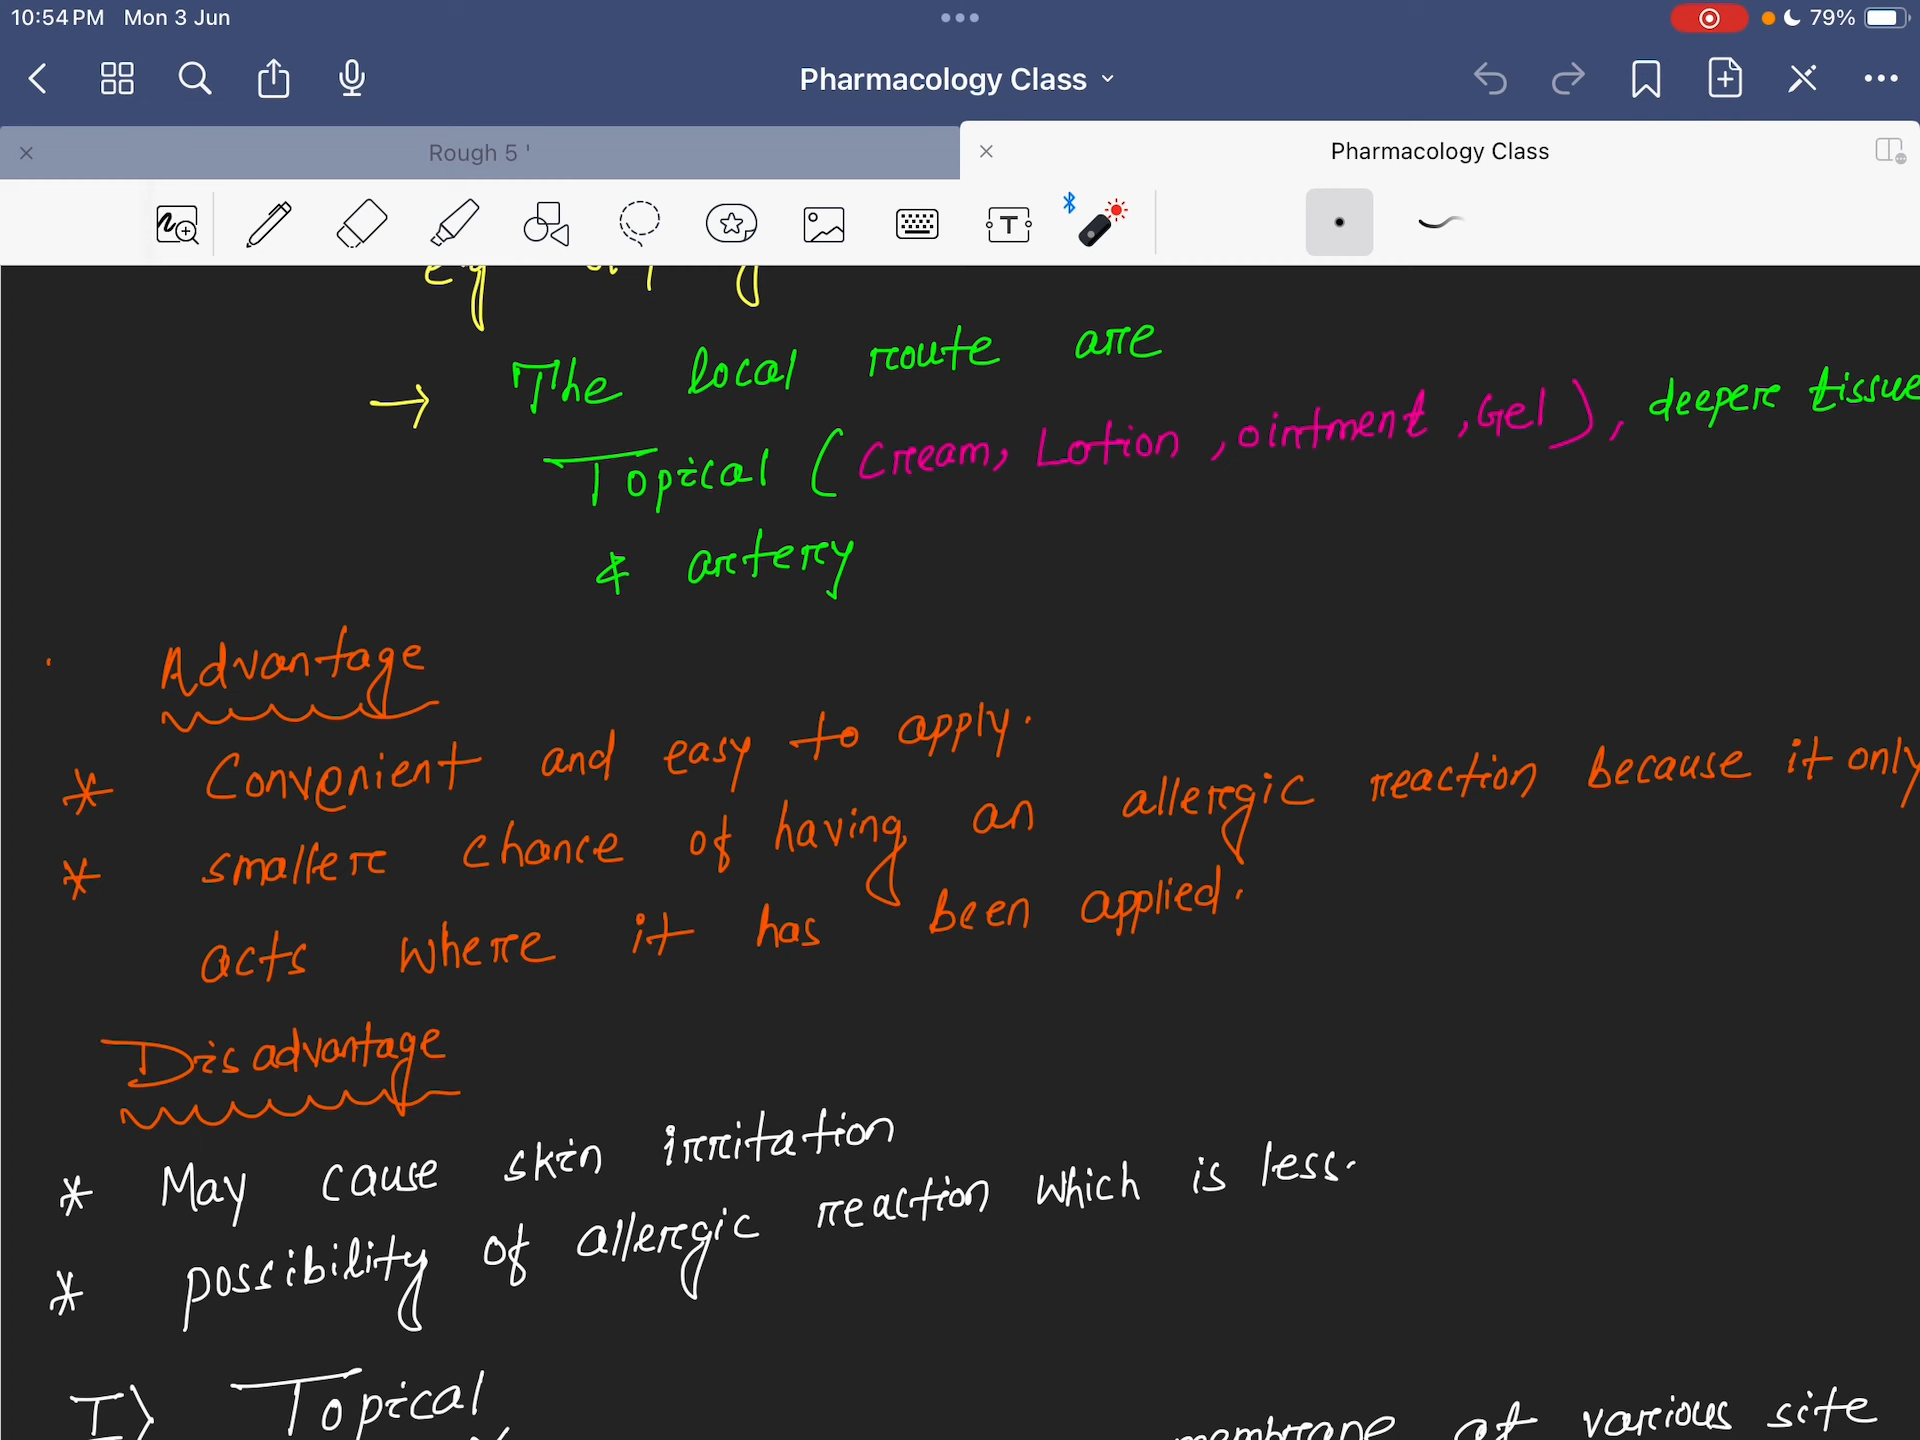 10:54 PM Mon 3 Jun
79%
Pharmacology Class
Rough 5 '
Pharmacology Class
T
→ The local route are
Topical (Cream, Lotion, ointment, Gel), deeper tissue
& artery
Advantage
* Convenient and easy to apply.
* smaller chance of having an allergic reaction because it only
acts where it has been applied.
Disadvantage
* May cause skin irritation
* possibility of allergic reaction which is less.
I) Topical
membrane at various site